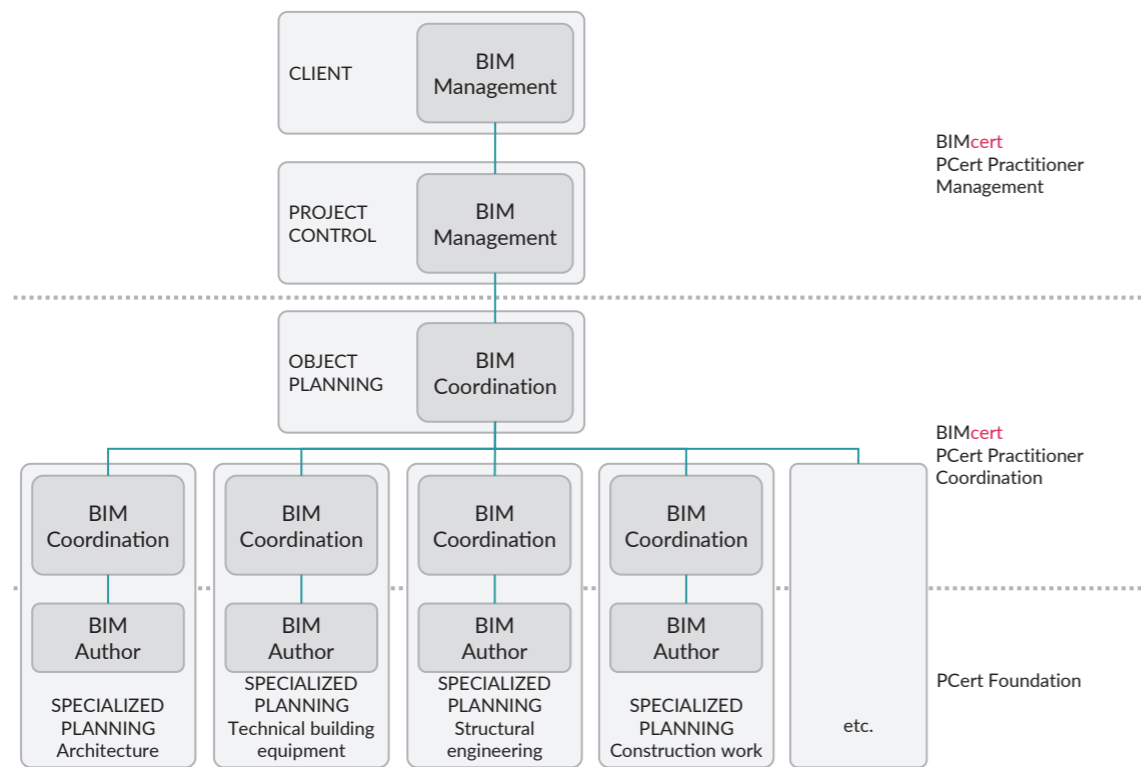 CLIENT
BIM
Management
BIMcert
PCert Practitioner
Management
PROJECT
CONTROL
BIM
Management
OBJECT
PLANNING
BIM
Coordination
BIMcert
PCert Practitioner
Coordination
BIM
Coordination
BIM
Coordination
BIM
Coordination
BIM
Coordination
BIM
Author
BIM
Author
BIM
Author
BIM
Author
SPECIALIZED
PLANNING
Architecture
SPECIALIZED
PLANNING
Technical building
equipment
SPECIALIZED
PLANNING
Structural
engineering
SPECIALIZED
PLANNING
Construction work
etc.
PCert Foundation